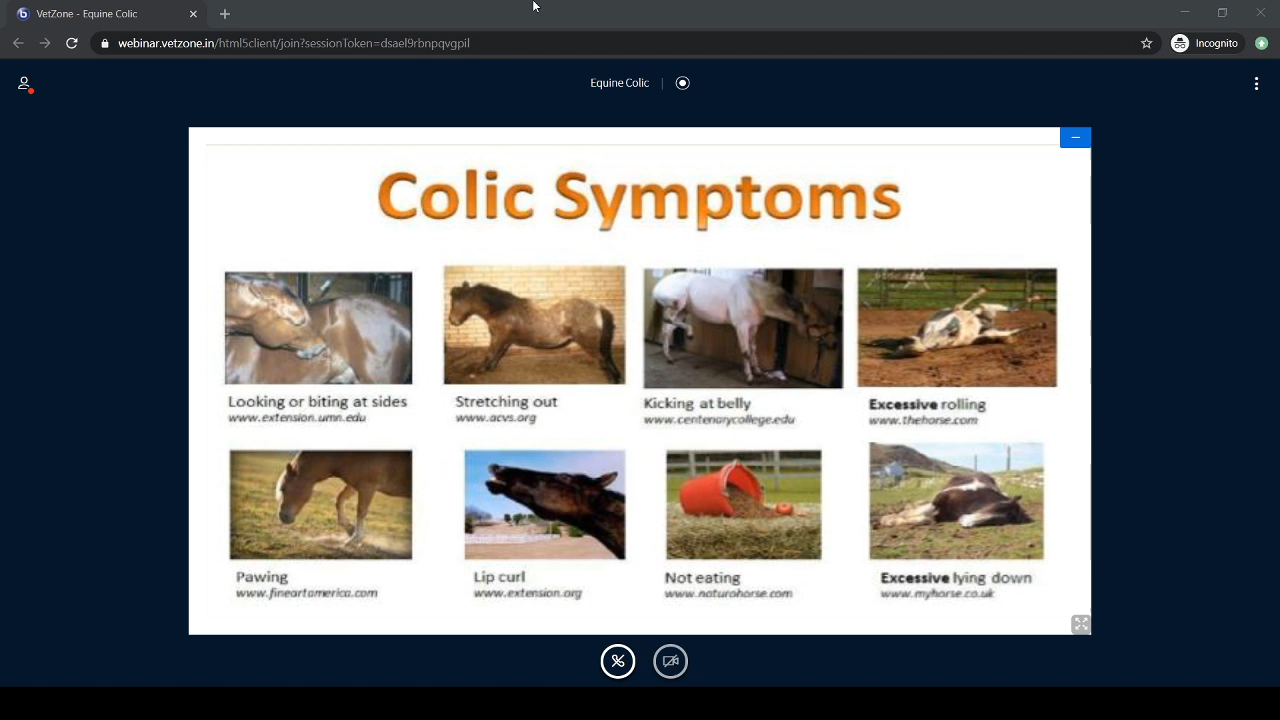 VetZone - Equine Colic
webinar.vetzone.in/html5client/join?sessionToken=dsael9rbnpqvgpil
Incognito
Equine Colic
Colic Symptoms
Looking or biting at sides
www.extension.umn.edu
Stretching out
www.acvs.org
Kicking at belly
www.centenarycollege.edu
Excessive rolling
www.thehorse.com
Pawing
www.fineartamerica.com
Lip curl
www.extension.org
Not eating
www.naturohorse.com
Excessive lying down
www.myhorse.co.uk